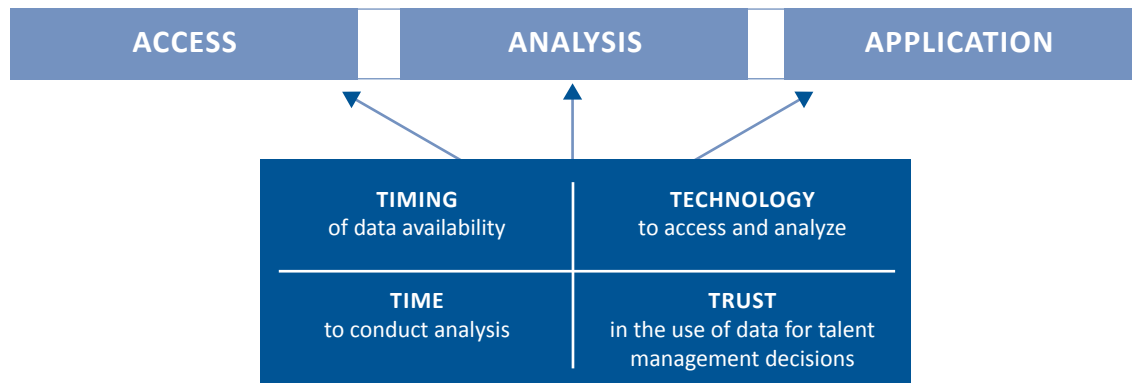 ACCESS
ANALYSIS
APPLICATION
TIMING
of data availability
TECHNOLOGY
to access and analyze
TIME
to conduct analysis
TRUST
in the use of data for talent
management decisions